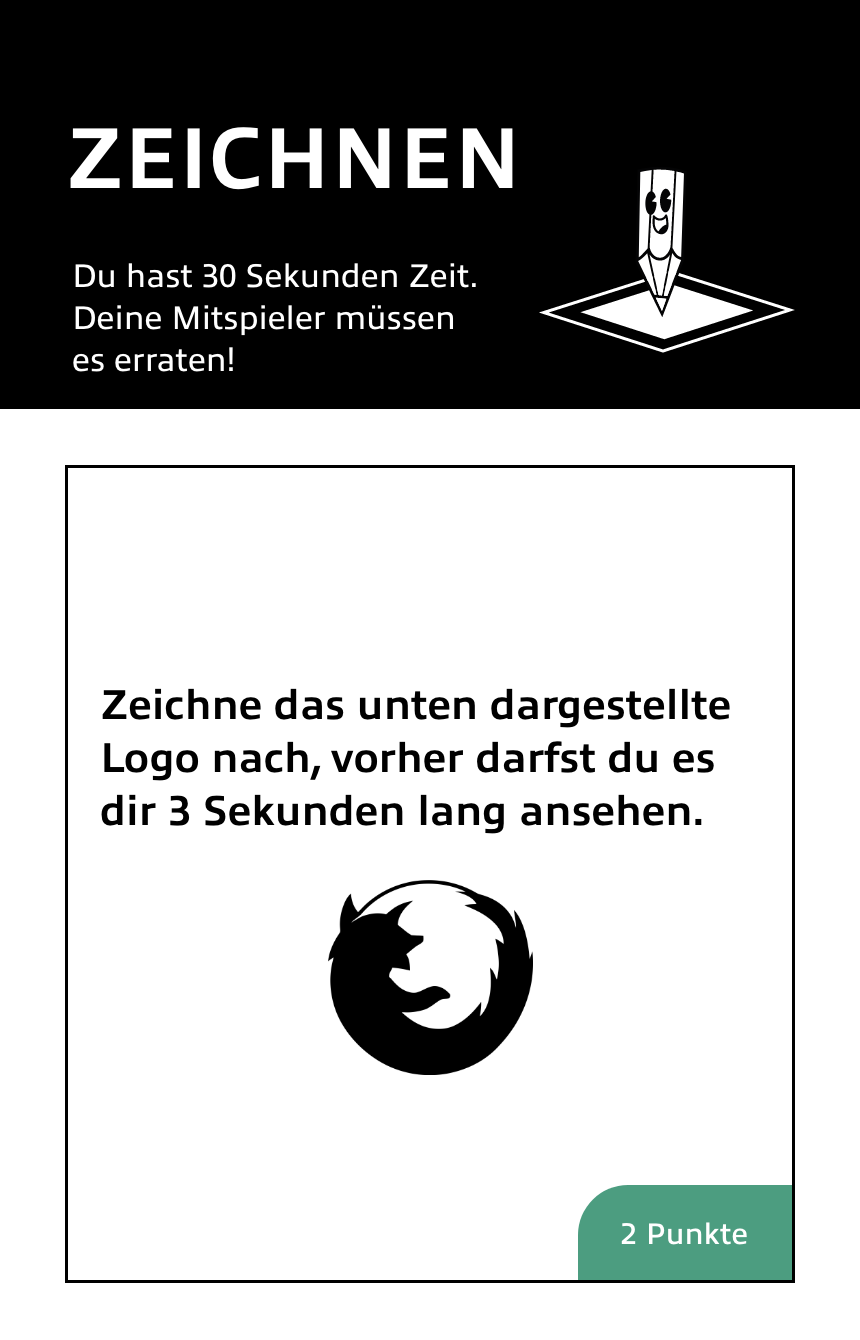 ZEICHNEN
Du hast 30 Sekunden Zeit.
Deine Mitspieler müssen
es erraten!
Zeichne das unten dargestellte
Logo nach, vorher darfst du es
dir 3 Sekunden lang ansehen.
2 Punkte